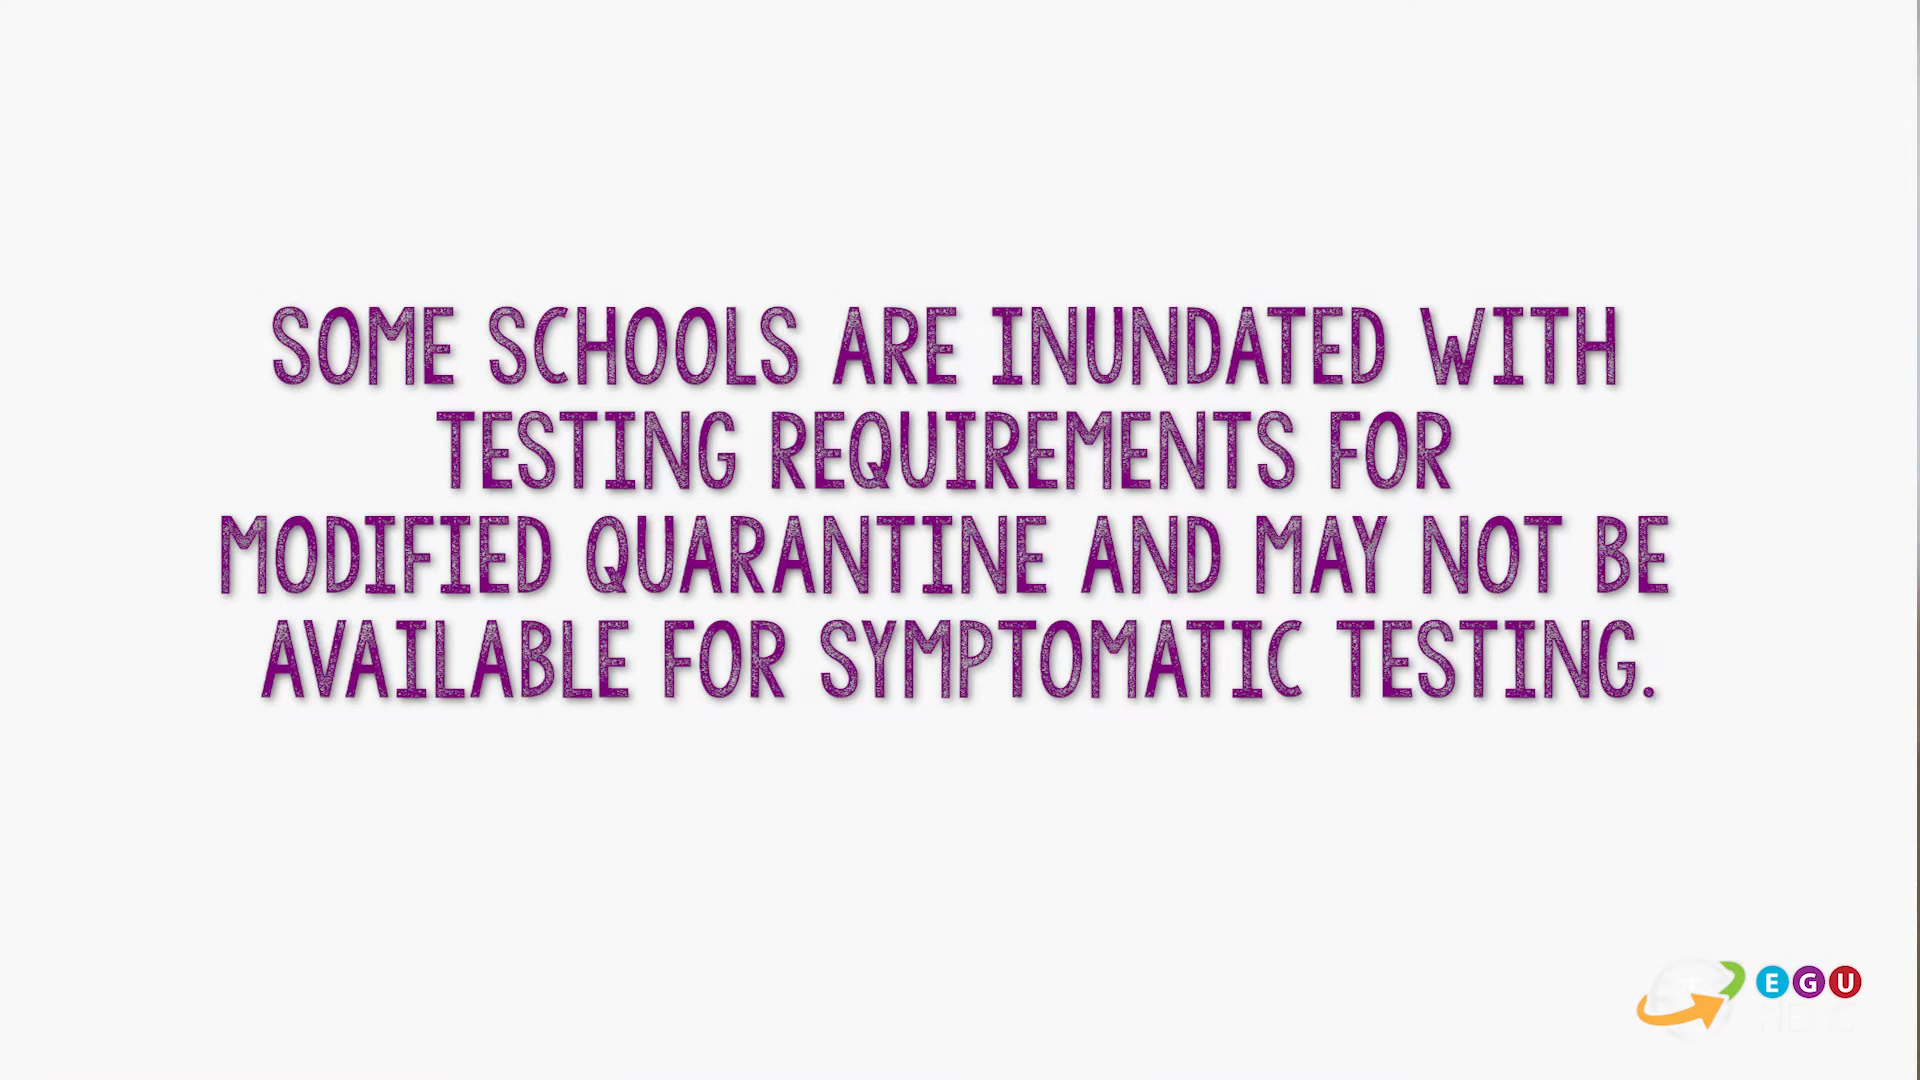 SOME SCHOOLS ARE INUNDATED WITH
TESTING REQUIREMENTS FOR
MODIFIED QUARANTINE AND MAY NOT BE
AVAILABLE FOR SYMPTOMATIC TESTING.
EGU
NEWS